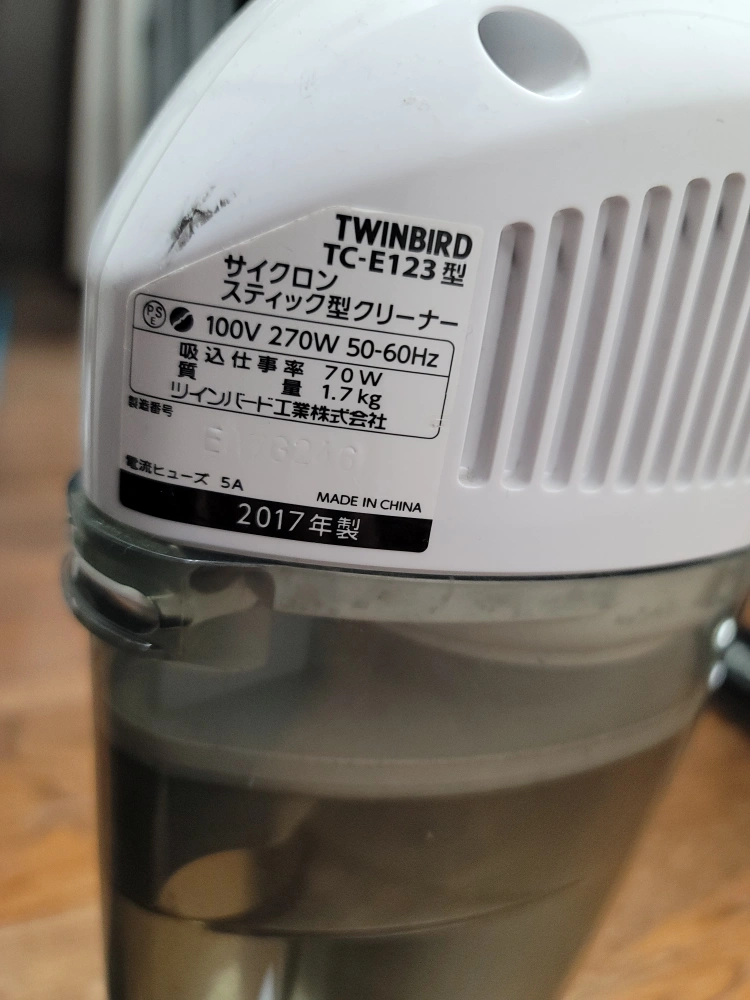 TWINBIRD
TC-E123型
サイクロン
スティック型クリーナー
PSE 100V 270W 50-60Hz
吸込仕事率 70W
質量 1.7kg
ツインバード工業株式会社
製造番号
電流ヒューズ 5A
MADE IN CHINA
2017年製